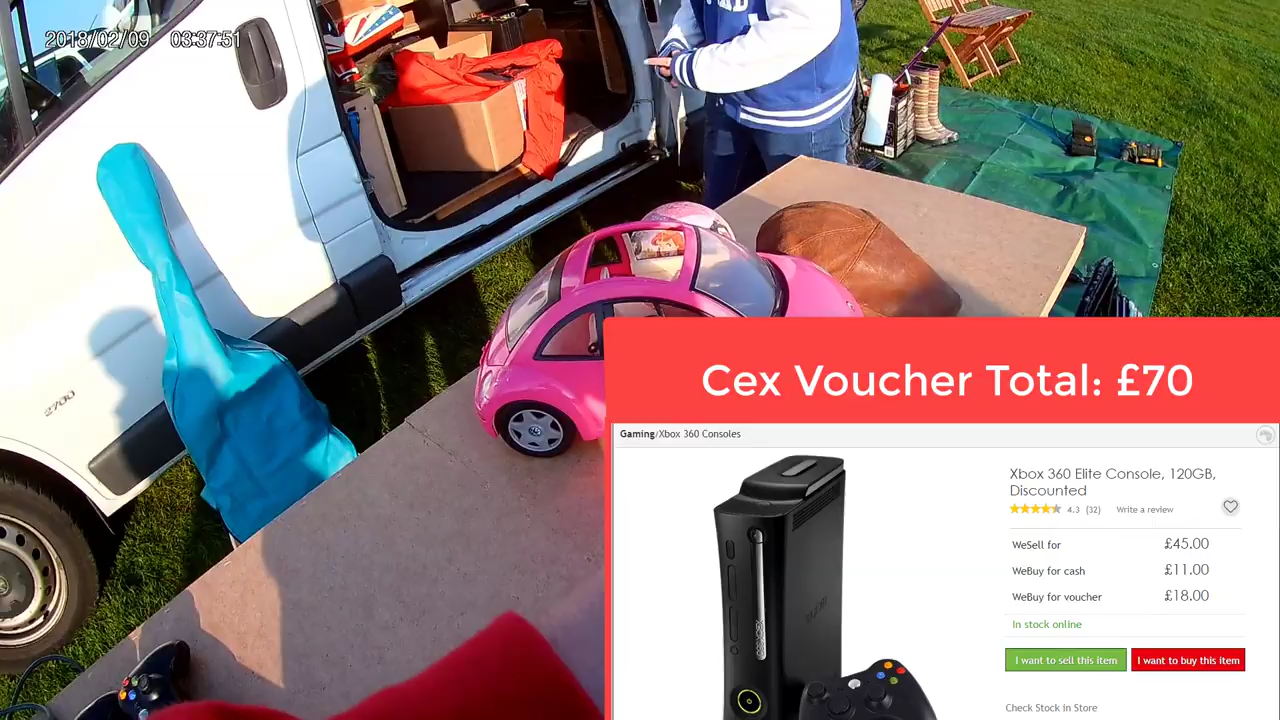 2018/02/09 03:37:51
2700
Cex Voucher Total: £70
Gaming/Xbox 360 Consoles
Xbox 360 Elite Console, 120GB,
Discounted
4.3 (32) Write a review
WeSell for £45.00
WeBuy for cash £11.00
WeBuy for voucher £18.00
In stock online
I want to sell this item I want to buy this item
Check Stock in Store